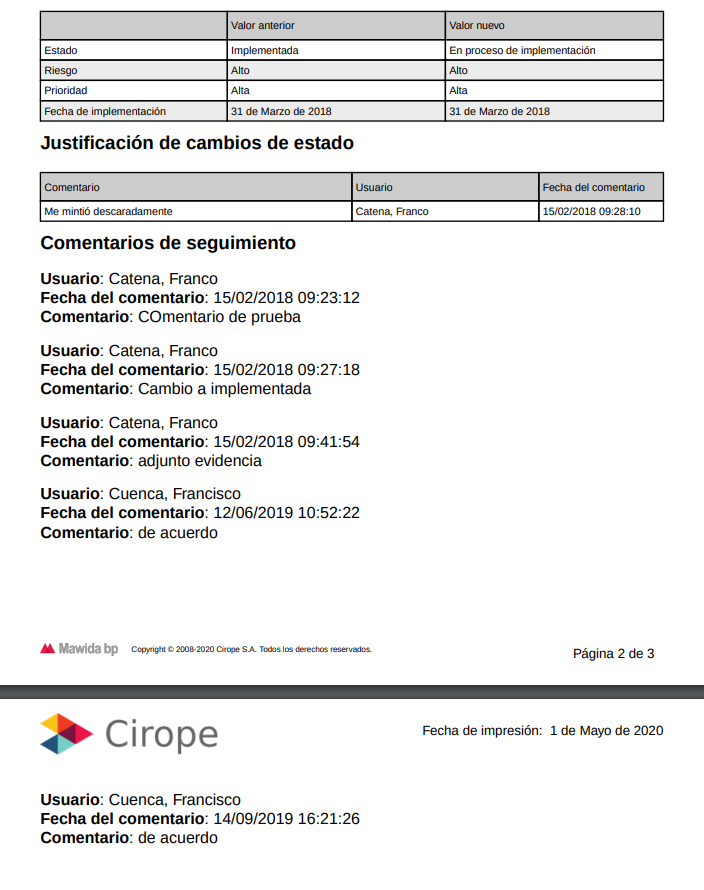 Valor anterior Valor nuevo
Estado Implementada En proceso de implementación
Riesgo Alto Alto
Prioridad Alta Alta
Fecha de implementación 31 de Marzo de 2018 31 de Marzo de 2018
Justificación de cambios de estado
Comentario Usuario Fecha del comentario
Me mintió descaradamente Catena, Franco 15/02/2018 09:28:10
Comentarios de seguimiento
Usuario: Catena, Franco
Fecha del comentario: 15/02/2018 09:23:12
Comentario: COmentario de prueba
Usuario: Catena, Franco
Fecha del comentario: 15/02/2018 09:27:18
Comentario: Cambio a implementada
Usuario: Catena, Franco
Fecha del comentario: 15/02/2018 09:41:54
Comentario: adjunto evidencia
Usuario: Cuenca, Francisco
Fecha del comentario: 12/06/2019 10:52:22
Comentario: de acuerdo
Mawida bp Copyright © 2008-2020 Cirope S.A. Todos los derechos reservados.
Página 2 de 3
Cirope Fecha de impresión: 1 de Mayo de 2020
Usuario: Cuenca, Francisco
Fecha del comentario: 14/09/2019 16:21:26
Comentario: de acuerdo